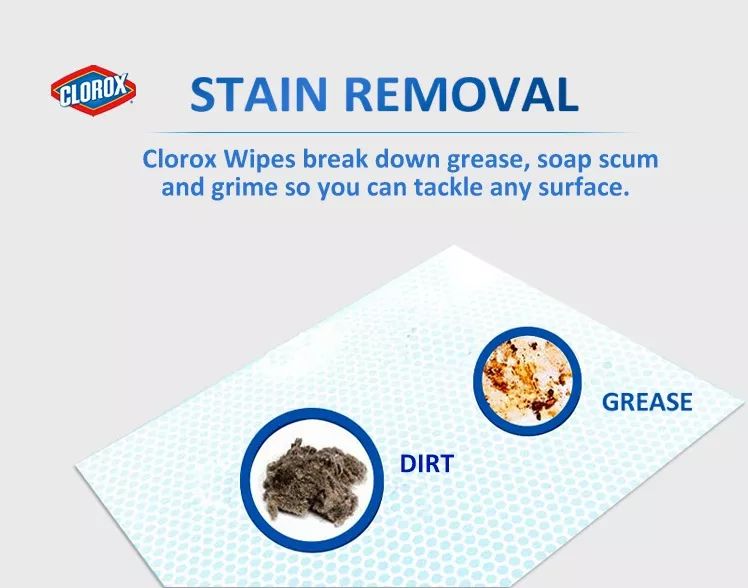 CLOROX
STAIN REMOVAL
Clorox Wipes break down grease, soap scum
and grime so you can tackle any surface.
GREASE
DIRT